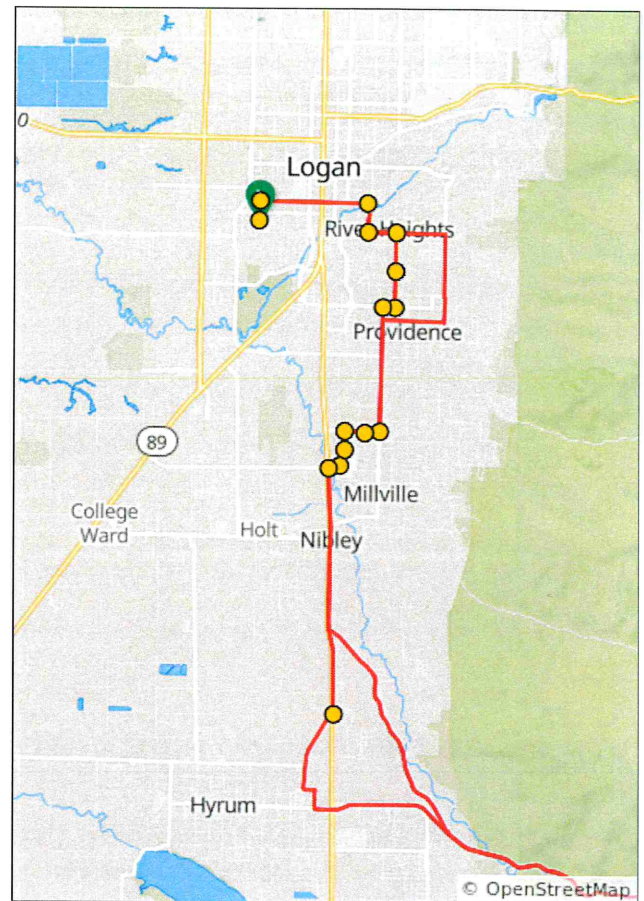 0
Logan
River Heights
Providence
89
Millville
College
Ward
Holt
Nibley
Hyrum
© OpenStreetMap